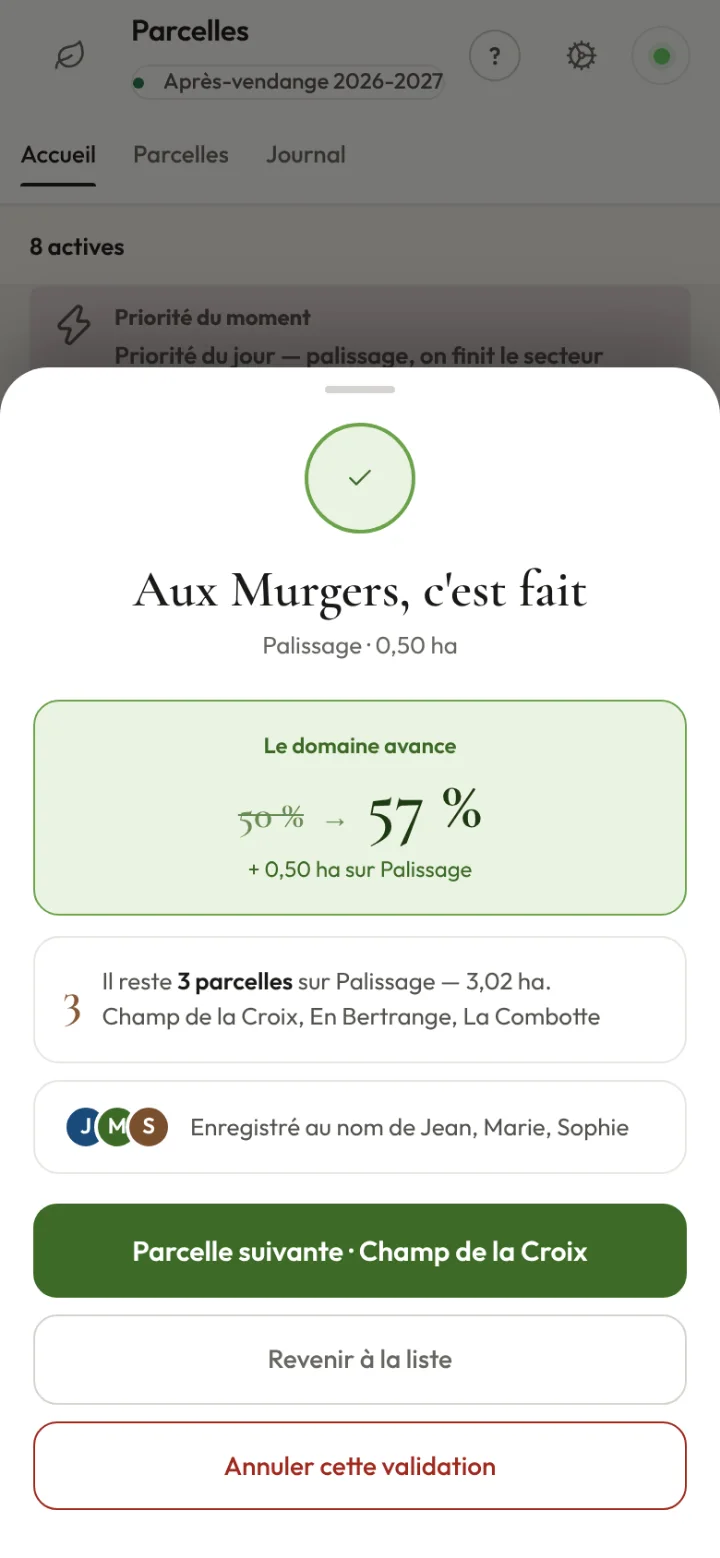 Parcelles
Après-vendange 2026-2027
?
Accueil
Parcelles
Journal
8 actives
Priorité du moment
Priorité du jour — palissage, on finit le secteur
Aux Murgers, c'est fait
Palissage · 0,50 ha
Le domaine avance
50 % → 57 %
+ 0,50 ha sur Palissage
3
Il reste 3 parcelles sur Palissage — 3,02 ha.
Champ de la Croix, En Bertrange, La Combotte
J M S
Enregistré au nom de Jean, Marie, Sophie
Parcelle suivante · Champ de la Croix
Revenir à la liste
Annuler cette validation